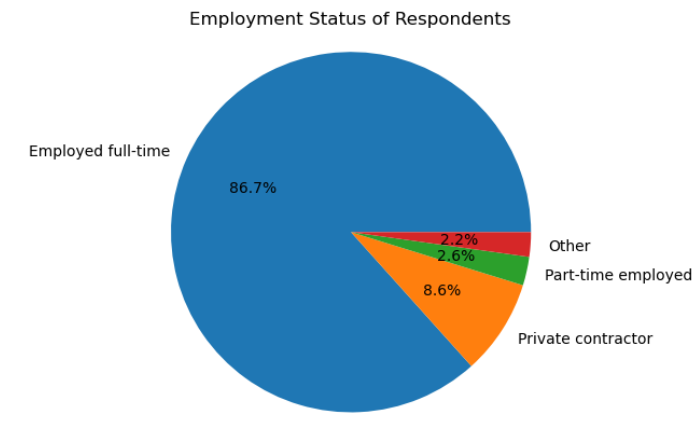 Employment Status of Respondents
Employed full-time
86.7%
2.2%
Other
2.6%
Part-time employed
8.6%
Private contractor